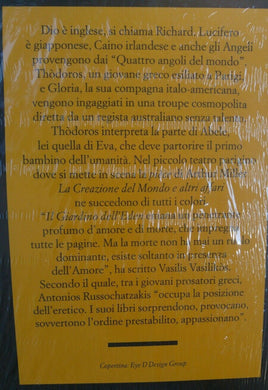 Dio è inglese, si chiama Richard, Lucifero
è giapponese, Caino irlandese e anche gli Angeli
provengono dai "Quattro angoli del mondo".
Thòdoros, un giovane greco esiliato a Parigi,
e Gloria, la sua compagna italo-americana,
vengono ingaggiati in una troupe cosmopolita
diretta da un regista australiano senza talento.
Thòdoros interpreta la parte di Abele,
lei quella di Eva, che deve partorire il primo
bambino dell'umanità. Nel piccolo teatro parigino
dove si mette in scena la pièce di Arthur Miller
La Creazione del Mondo e altri affari
ne succedono di tutti i colori.
"Il Giardino dell'Eden emana un penetrante
profumo d'amore e di morte, che impregna
tutte le pagine. Ma la morte non ha mai un ruolo
dominante, esiste soltanto in presenza
dell'Amore", ha scritto Vasilis Vasilikòs.
Secondo il quale, tra i giovani prosatori greci,
Antonios Russochatzakis "occupa la posizione
dell'eretico. I suoi libri sorprendono, provocano,
sovvertono l'ordine prestabilito, appassionano".
Copertina: Eye D Design Group